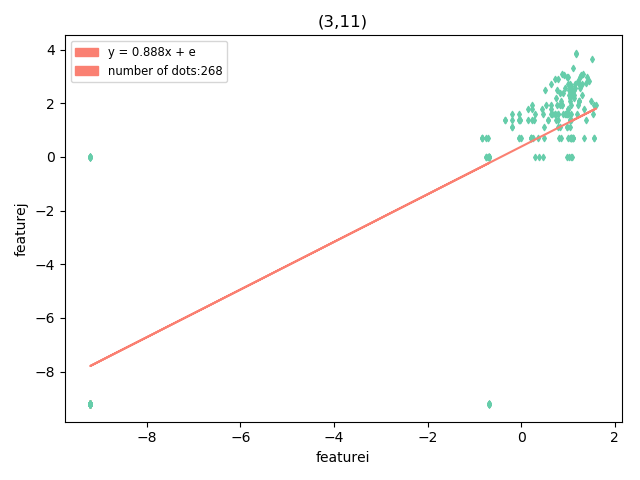 (3,11)
y = 0.888x + e
number of dots:268
4
2
0
−2
−4
−6
−8
featurej
−8 −6 −4 −2 0 2
featurei